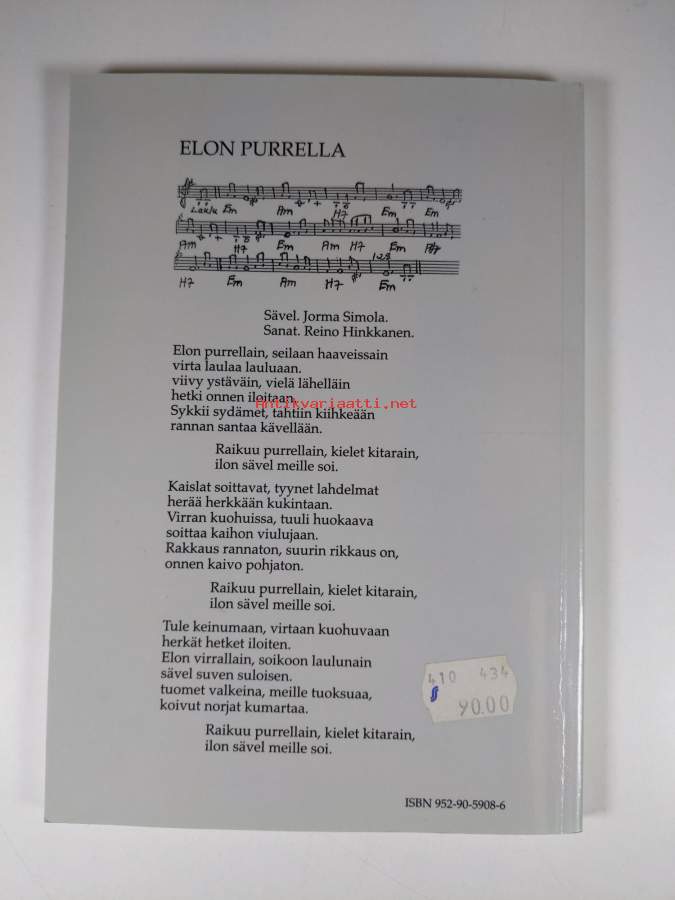 ELON PURRELLA
Laulu Em Am H7 Em Em
Am H7 Em Am H7 Em
H7 Em Am H7 Em
1-2-3
Sävel. Jorma Simola.
Sanat. Reino Hinkkanen.
Elon purrellain, seilaan haaveissain
virta laulaa lauluaan.
viivy ystäväin, vielä lähelläin
hetki onnen iloitaan.
Antikvariaatti.net
Sykkii sydämet, tahtiin kiihkeään
rannan santaa kävellään.
Raikuu purrellain, kielet kitarain,
ilon sävel meille soi.
Kaislat soittavat, tyynet lahdelmat
herää herkkään kukintaan.
Virran kuohuissa, tuuli huokaava
soittaa kaihon viulujaan.
Rakkaus rannaton, suurin rikkaus on,
onnen kaivo pohjaton.
Raikuu purrellain, kielet kitarain,
ilon sävel meille soi.
Tule keinumaan, virtaan kuohuvaan
herkät hetket iloiten.
Elon virrallain, soikoon laulunain
sävel suven suloisen.
tuomet valkeina, meille tuoksuaa,
koivut norjat kumartaa.
Raikuu purrellain, kielet kitarain,
ilon sävel meille soi.
410 434
90.00
ISBN 952-90-5908-6